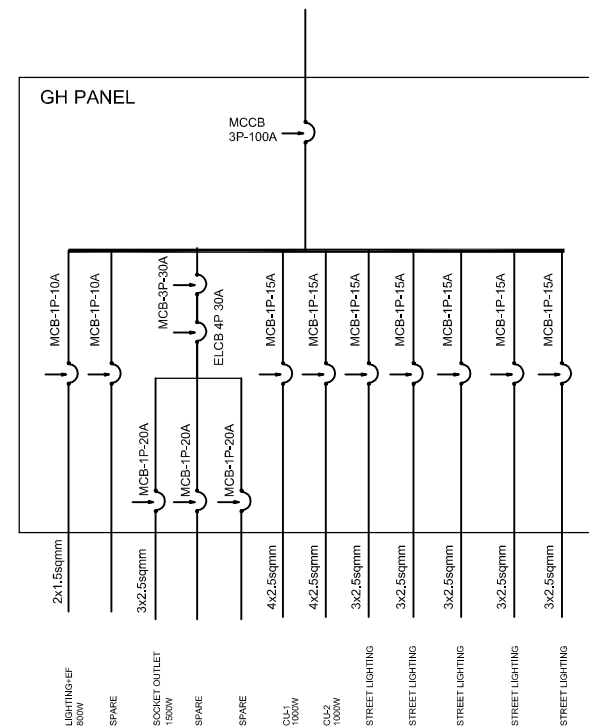 GH PANEL
MCCB
3P-100A
MCB-1P-10A
MCB-1P-10A
MCB-3P-30A
ELCB 4P 30A
MCB-1P-15A
MCB-1P-15A
MCB-1P-15A
MCB-1P-15A
MCB-1P-15A
MCB-1P-15A
MCB-1P-15A
MCB-1P-20A
MCB-1P-20A
MCB-1P-20A
2x1.5sqmm
3x2.5sqmm
4x2.5sqmm
4x2.5sqmm
3x2.5sqmm
3x2.5sqmm
3x2.5sqmm
3x2.5sqmm
3x2.5sqmm
LIGHTING+EF
800W
SPARE
SOCKET OUTLET
1500W
SPARE
SPARE
CU-1
1000W
CU-2
1000W
STREET LIGHTING
STREET LIGHTING
STREET LIGHTING
STREET LIGHTING
STREET LIGHTING